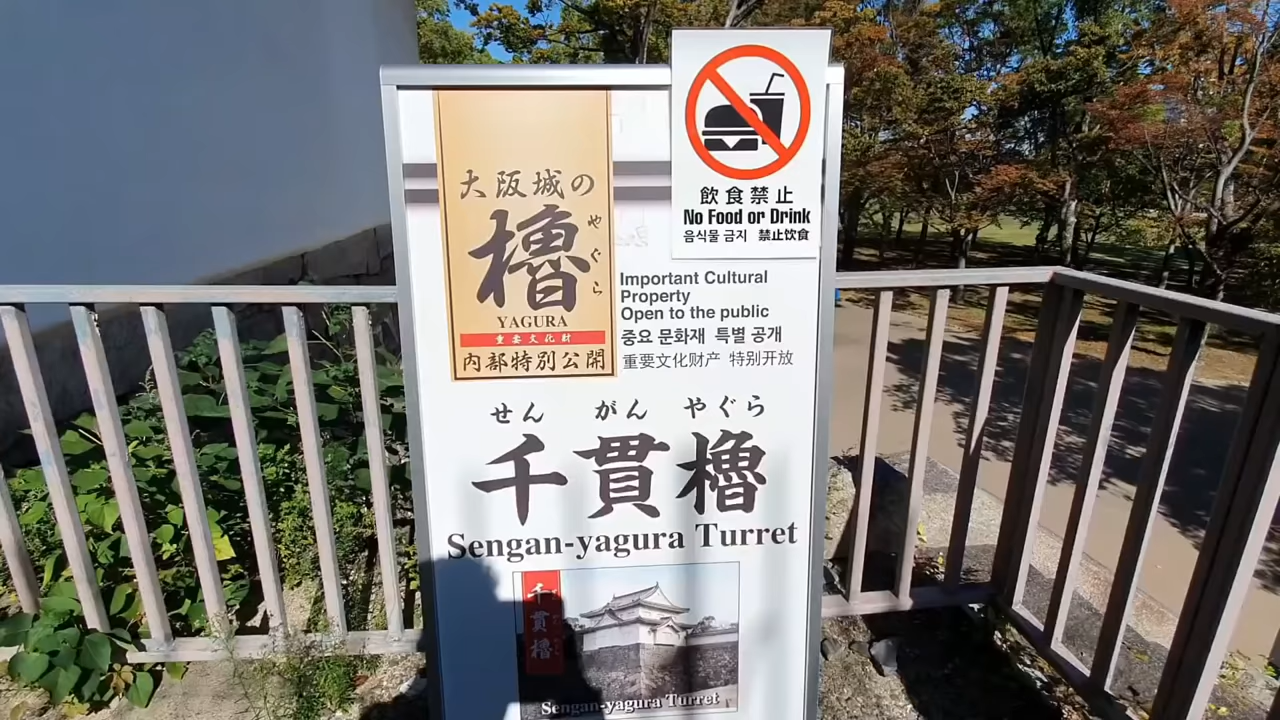 大阪城の
櫓
やぐら
YAGURA
重要文化財
内部特別公開
飲食禁止
No Food or Drink
음식물 금지 禁止饮食
Important Cultural
Property
Open to the public
중요 문화재 특별 공개
重要文化财产 特别开放
せん がん やぐら
千貫櫓
Sengan-yagura Turret
千貫櫓
Sengan-yagura Turret